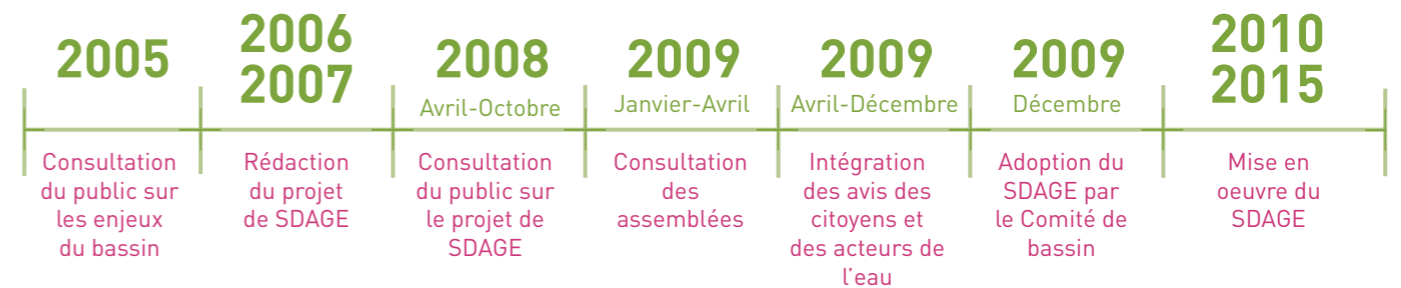 2005
Consultation
du public sur
les enjeux
du bassin
2006
2007
Rédaction
du projet
de SDAGE
2008
Avril-Octobre
Consultation
du public sur
le projet de
SDAGE
2009
Janvier-Avril
Consultation
des
assemblées
2009
Avril-Décembre
Intégration
des avis des
citoyens et
des acteurs de
l’eau
2009
Décembre
Adoption du
SDAGE par
le Comité de
bassin
2010
2015
Mise en
oeuvre du
SDAGE